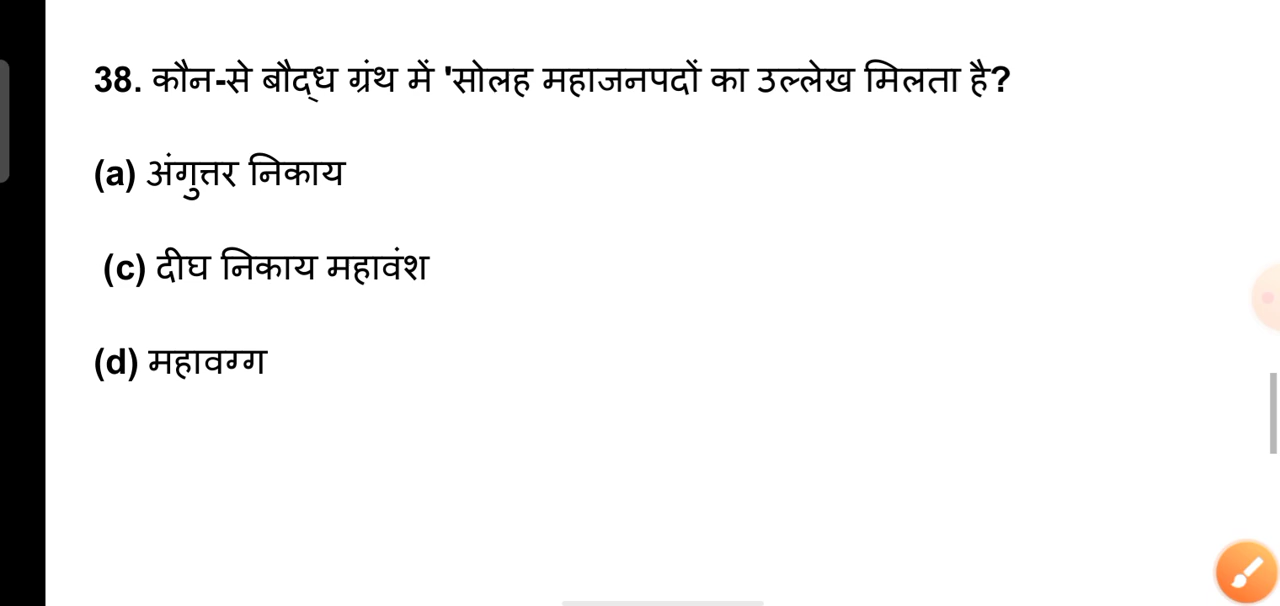 38. कौन-से बौद्ध ग्रंथ में 'सोलह महाजनपदों का उल्लेख मिलता है?
(a) अंगुत्तर निकाय
(c) दीघ निकाय महावंश
(d) महावग्ग